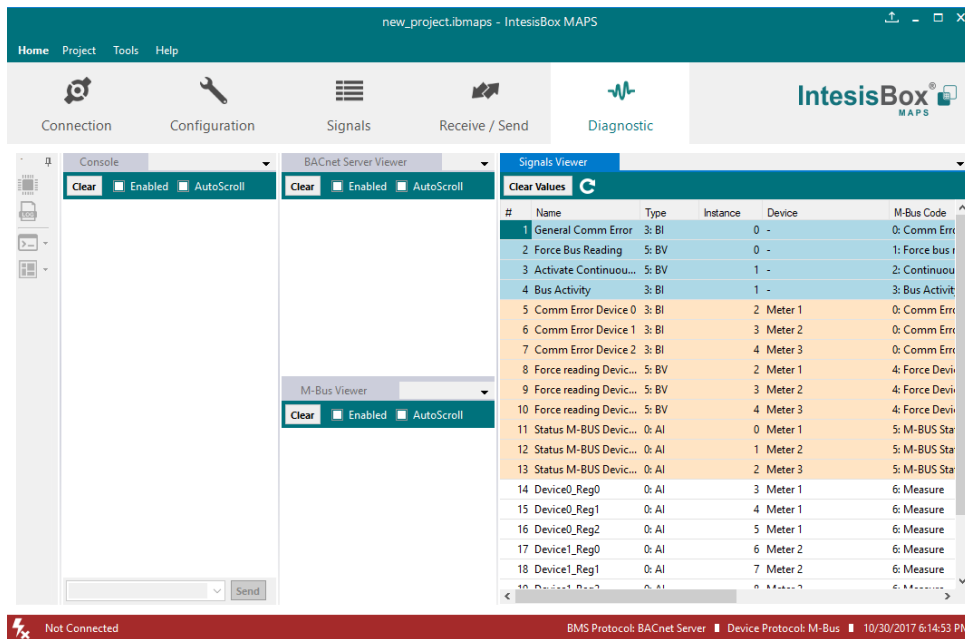 new_project.ibmaps - IntesisBox MAPS
Home Project Tools Help
Connection Configuration Signals Receive / Send Diagnostic
IntesisBox® MAPS
Console
Clear Enabled AutoScroll
LOG
Send
BACnet Server Viewer
Clear Enabled AutoScroll
M-Bus Viewer
Clear Enabled AutoScroll
Signals Viewer
Clear Values
# Name Type Instance Device M-Bus Code
1 General Comm Error 3: BI 0 - 0: Comm Erro
2 Force Bus Reading 5: BV 0 - 1: Force bus r
3 Activate Continuou... 5: BV 1 - 2: Continuou
4 Bus Activity 3: BI 1 - 3: Bus Activit
5 Comm Error Device 0 3: BI 2 Meter 1 0: Comm Erro
6 Comm Error Device 1 3: BI 3 Meter 2 0: Comm Erro
7 Comm Error Device 2 3: BI 4 Meter 3 0: Comm Erro
8 Force reading Devic... 5: BV 2 Meter 1 4: Force Devi
9 Force reading Devic... 5: BV 3 Meter 2 4: Force Devi
10 Force reading Devic... 5: BV 4 Meter 3 4: Force Devi
11 Status M-BUS Devic... 0: AI 0 Meter 1 5: M-BUS Sta
12 Status M-BUS Devic... 0: AI 1 Meter 2 5: M-BUS Sta
13 Status M-BUS Devic... 0: AI 2 Meter 3 5: M-BUS Sta
14 Device0_Reg0 0: AI 3 Meter 1 6: Measure
15 Device0_Reg1 0: AI 4 Meter 1 6: Measure
16 Device0_Reg2 0: AI 5 Meter 1 6: Measure
17 Device1_Reg0 0: AI 6 Meter 2 6: Measure
18 Device1_Reg1 0: AI 7 Meter 2 6: Measure
Not Connected
BMS Protocol: BACnet Server Device Protocol: M-Bus 10/30/2017 6:14:53 PM